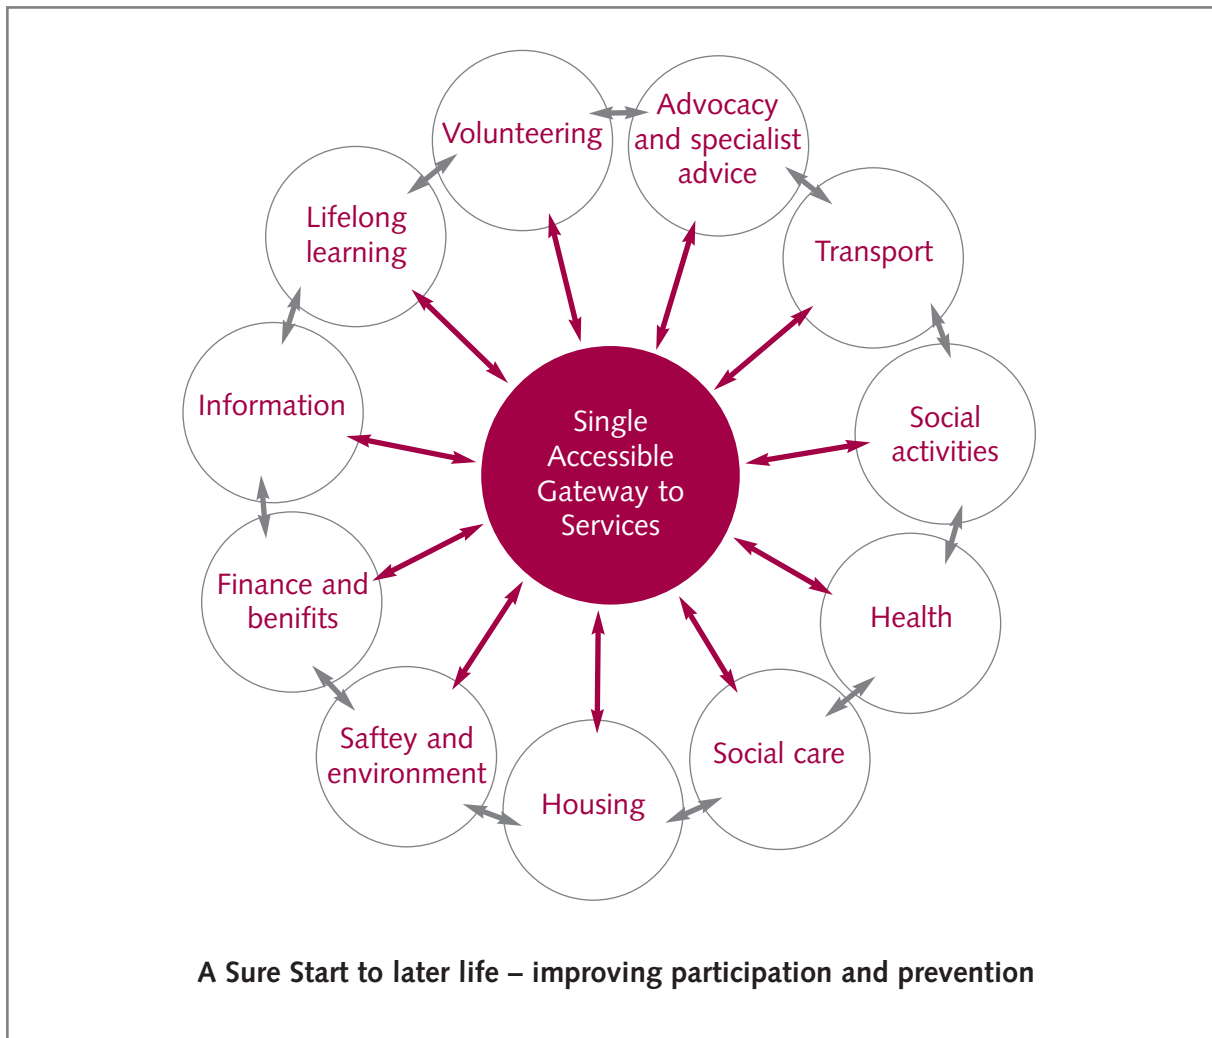 Volunteering
Advocacy
and specialist
advice
Transport
Social
activities
Health
Social care
Housing
Saftey and
environment
Finance and
benifits
Information
Lifelong
learning
Single
Accessible
Gateway to
Services
A Sure Start to later life – improving participation and prevention